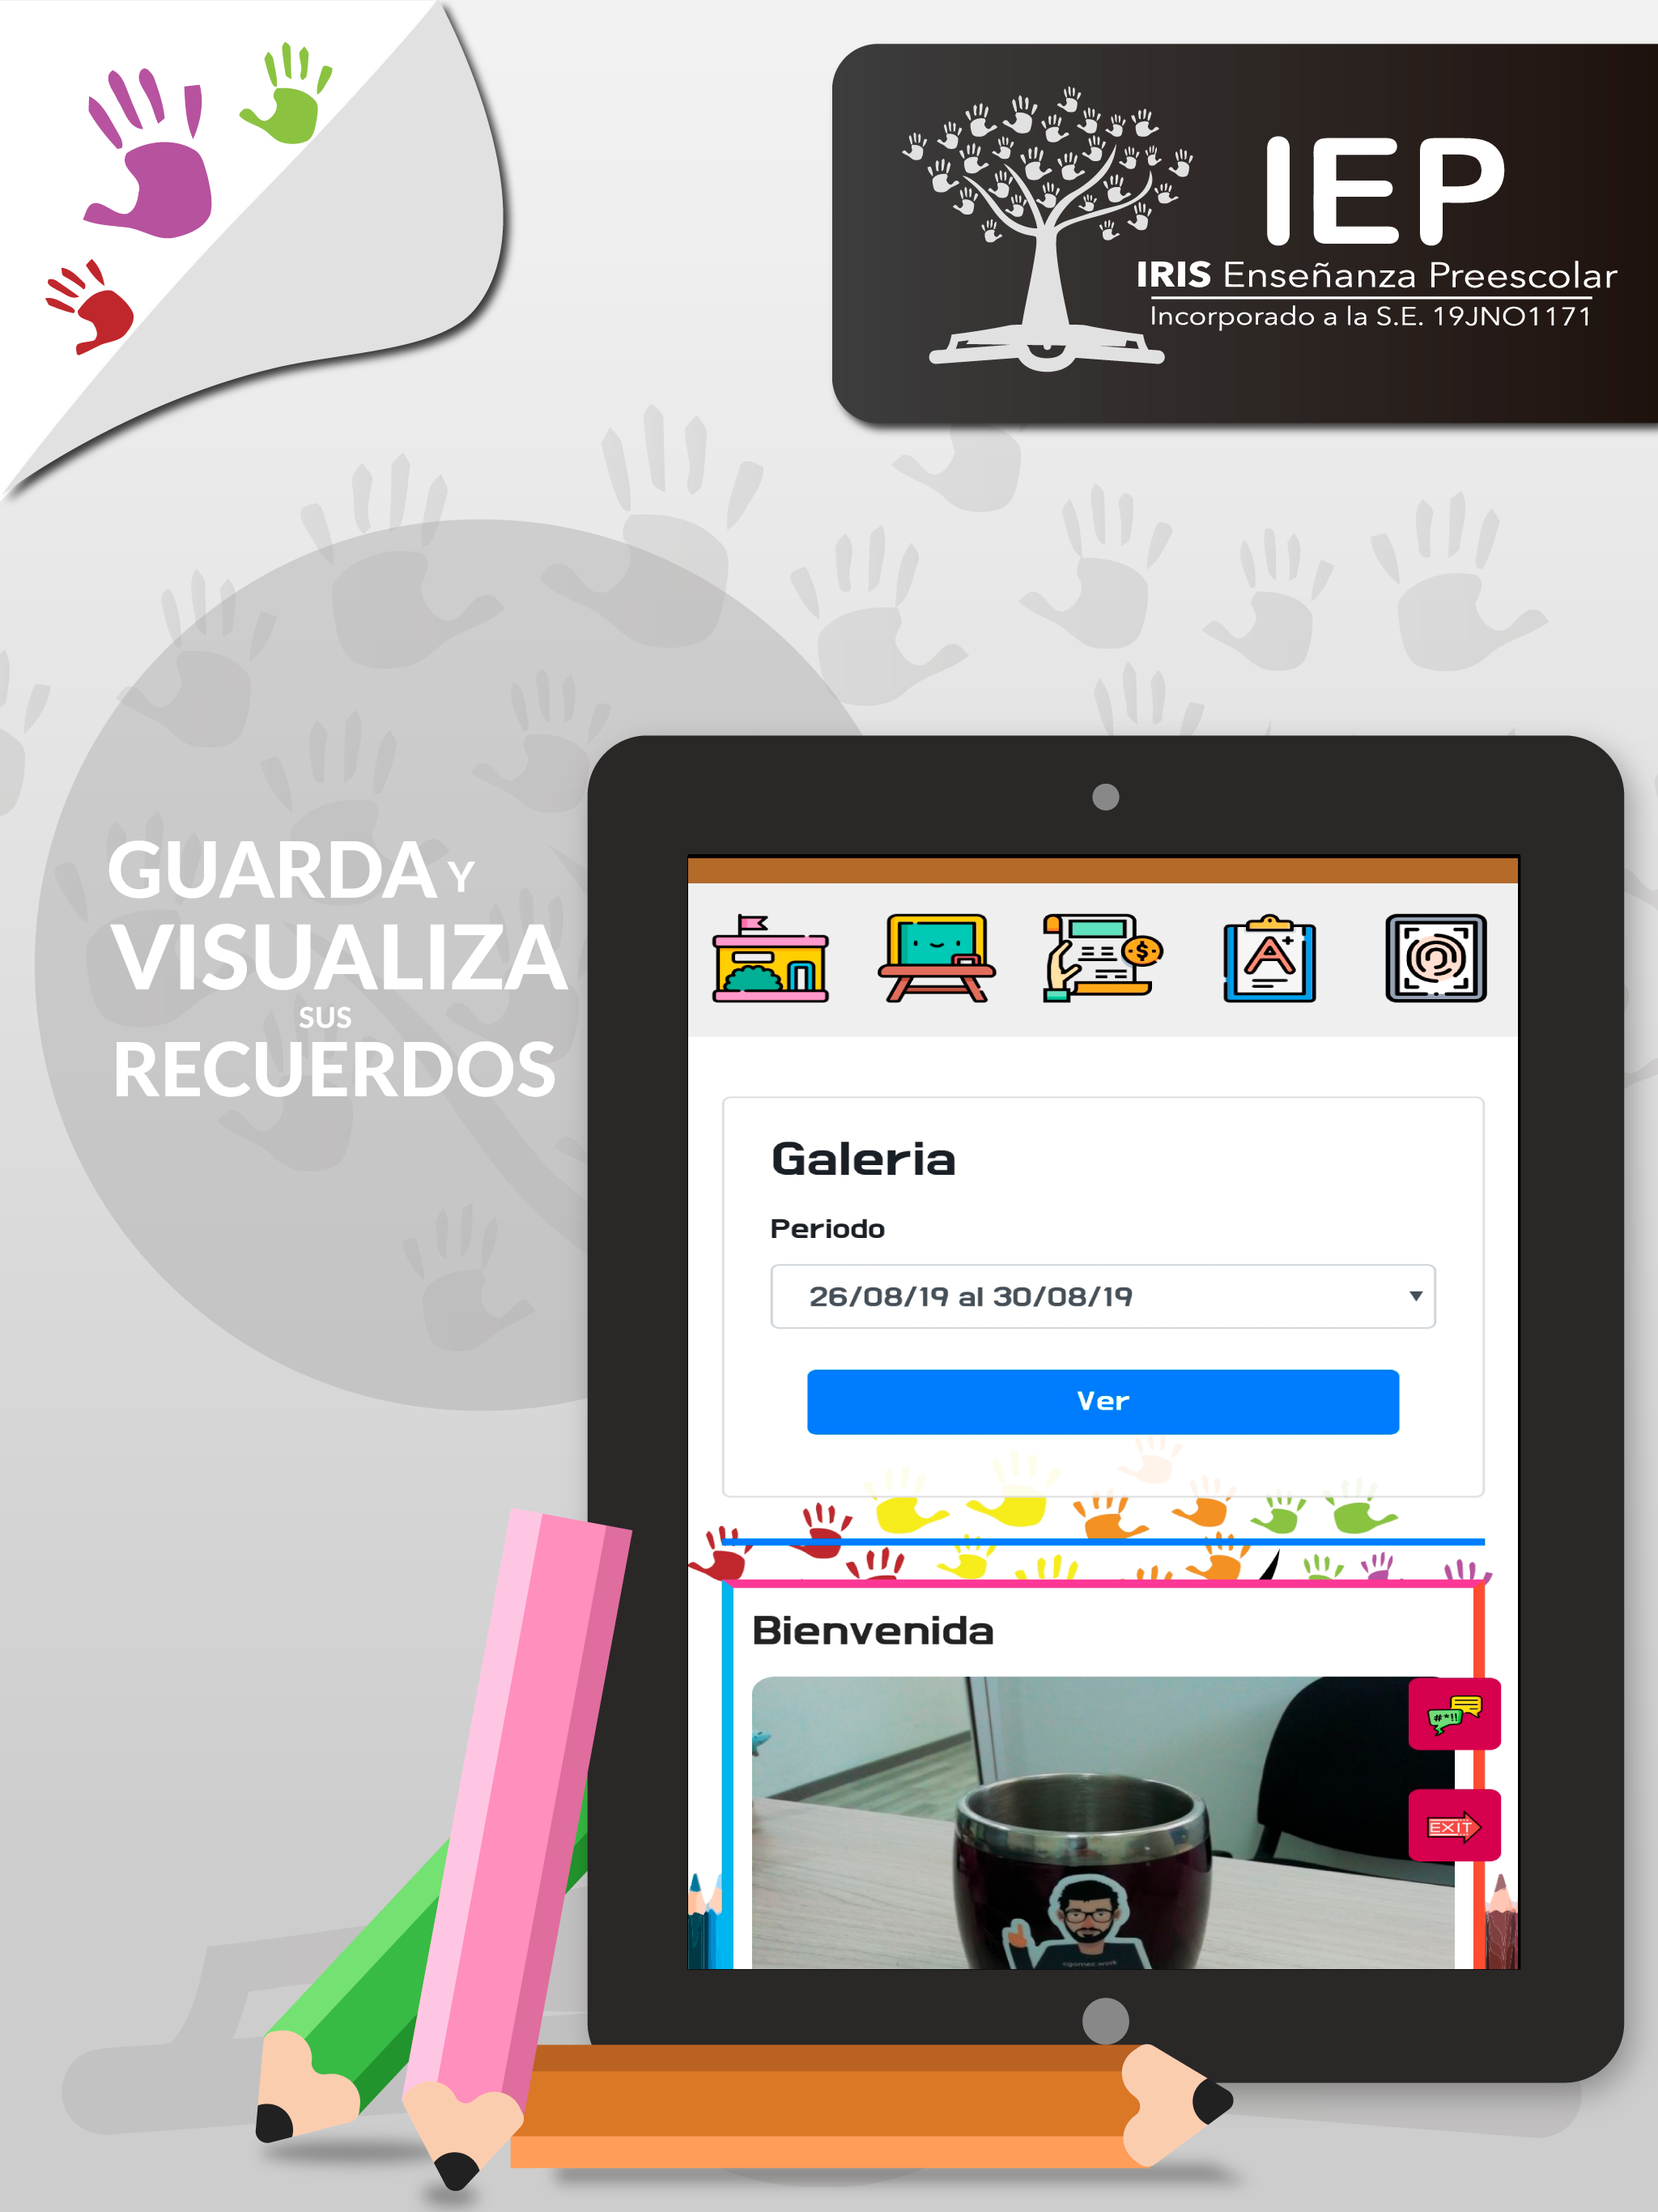 IEP
IRIS Enseñanza Preescolar
Incorporado a la S.E. 19JNO1171
GUARDA Y
VISUALIZA
SUS
RECUERDOS
A+
$
Galeria
Periodo
26/08/19 al 30/08/19
Ver
Bienvenida
#*!!
EXIT